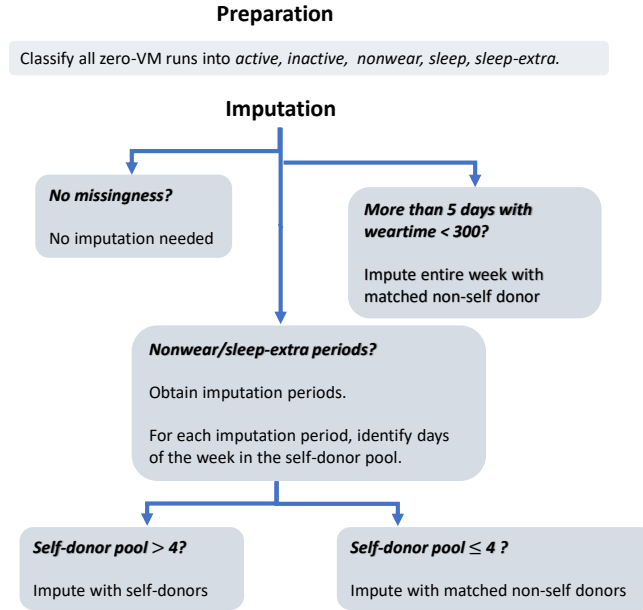 Preparation
Classify all zero-VM runs into active, inactive, nonwear, sleep, sleep-extra.
Imputation
No missingness?
No imputation needed
More than 5 days with
weartime < 300?
Impute entire week with
matched non-self donor
Nonwear/sleep-extra periods?
Obtain imputation periods.
For each imputation period, identify days
of the week in the self-donor pool.
Self-donor pool > 4?
Impute with self-donors
Self-donor pool ≤ 4 ?
Impute with matched non-self donors